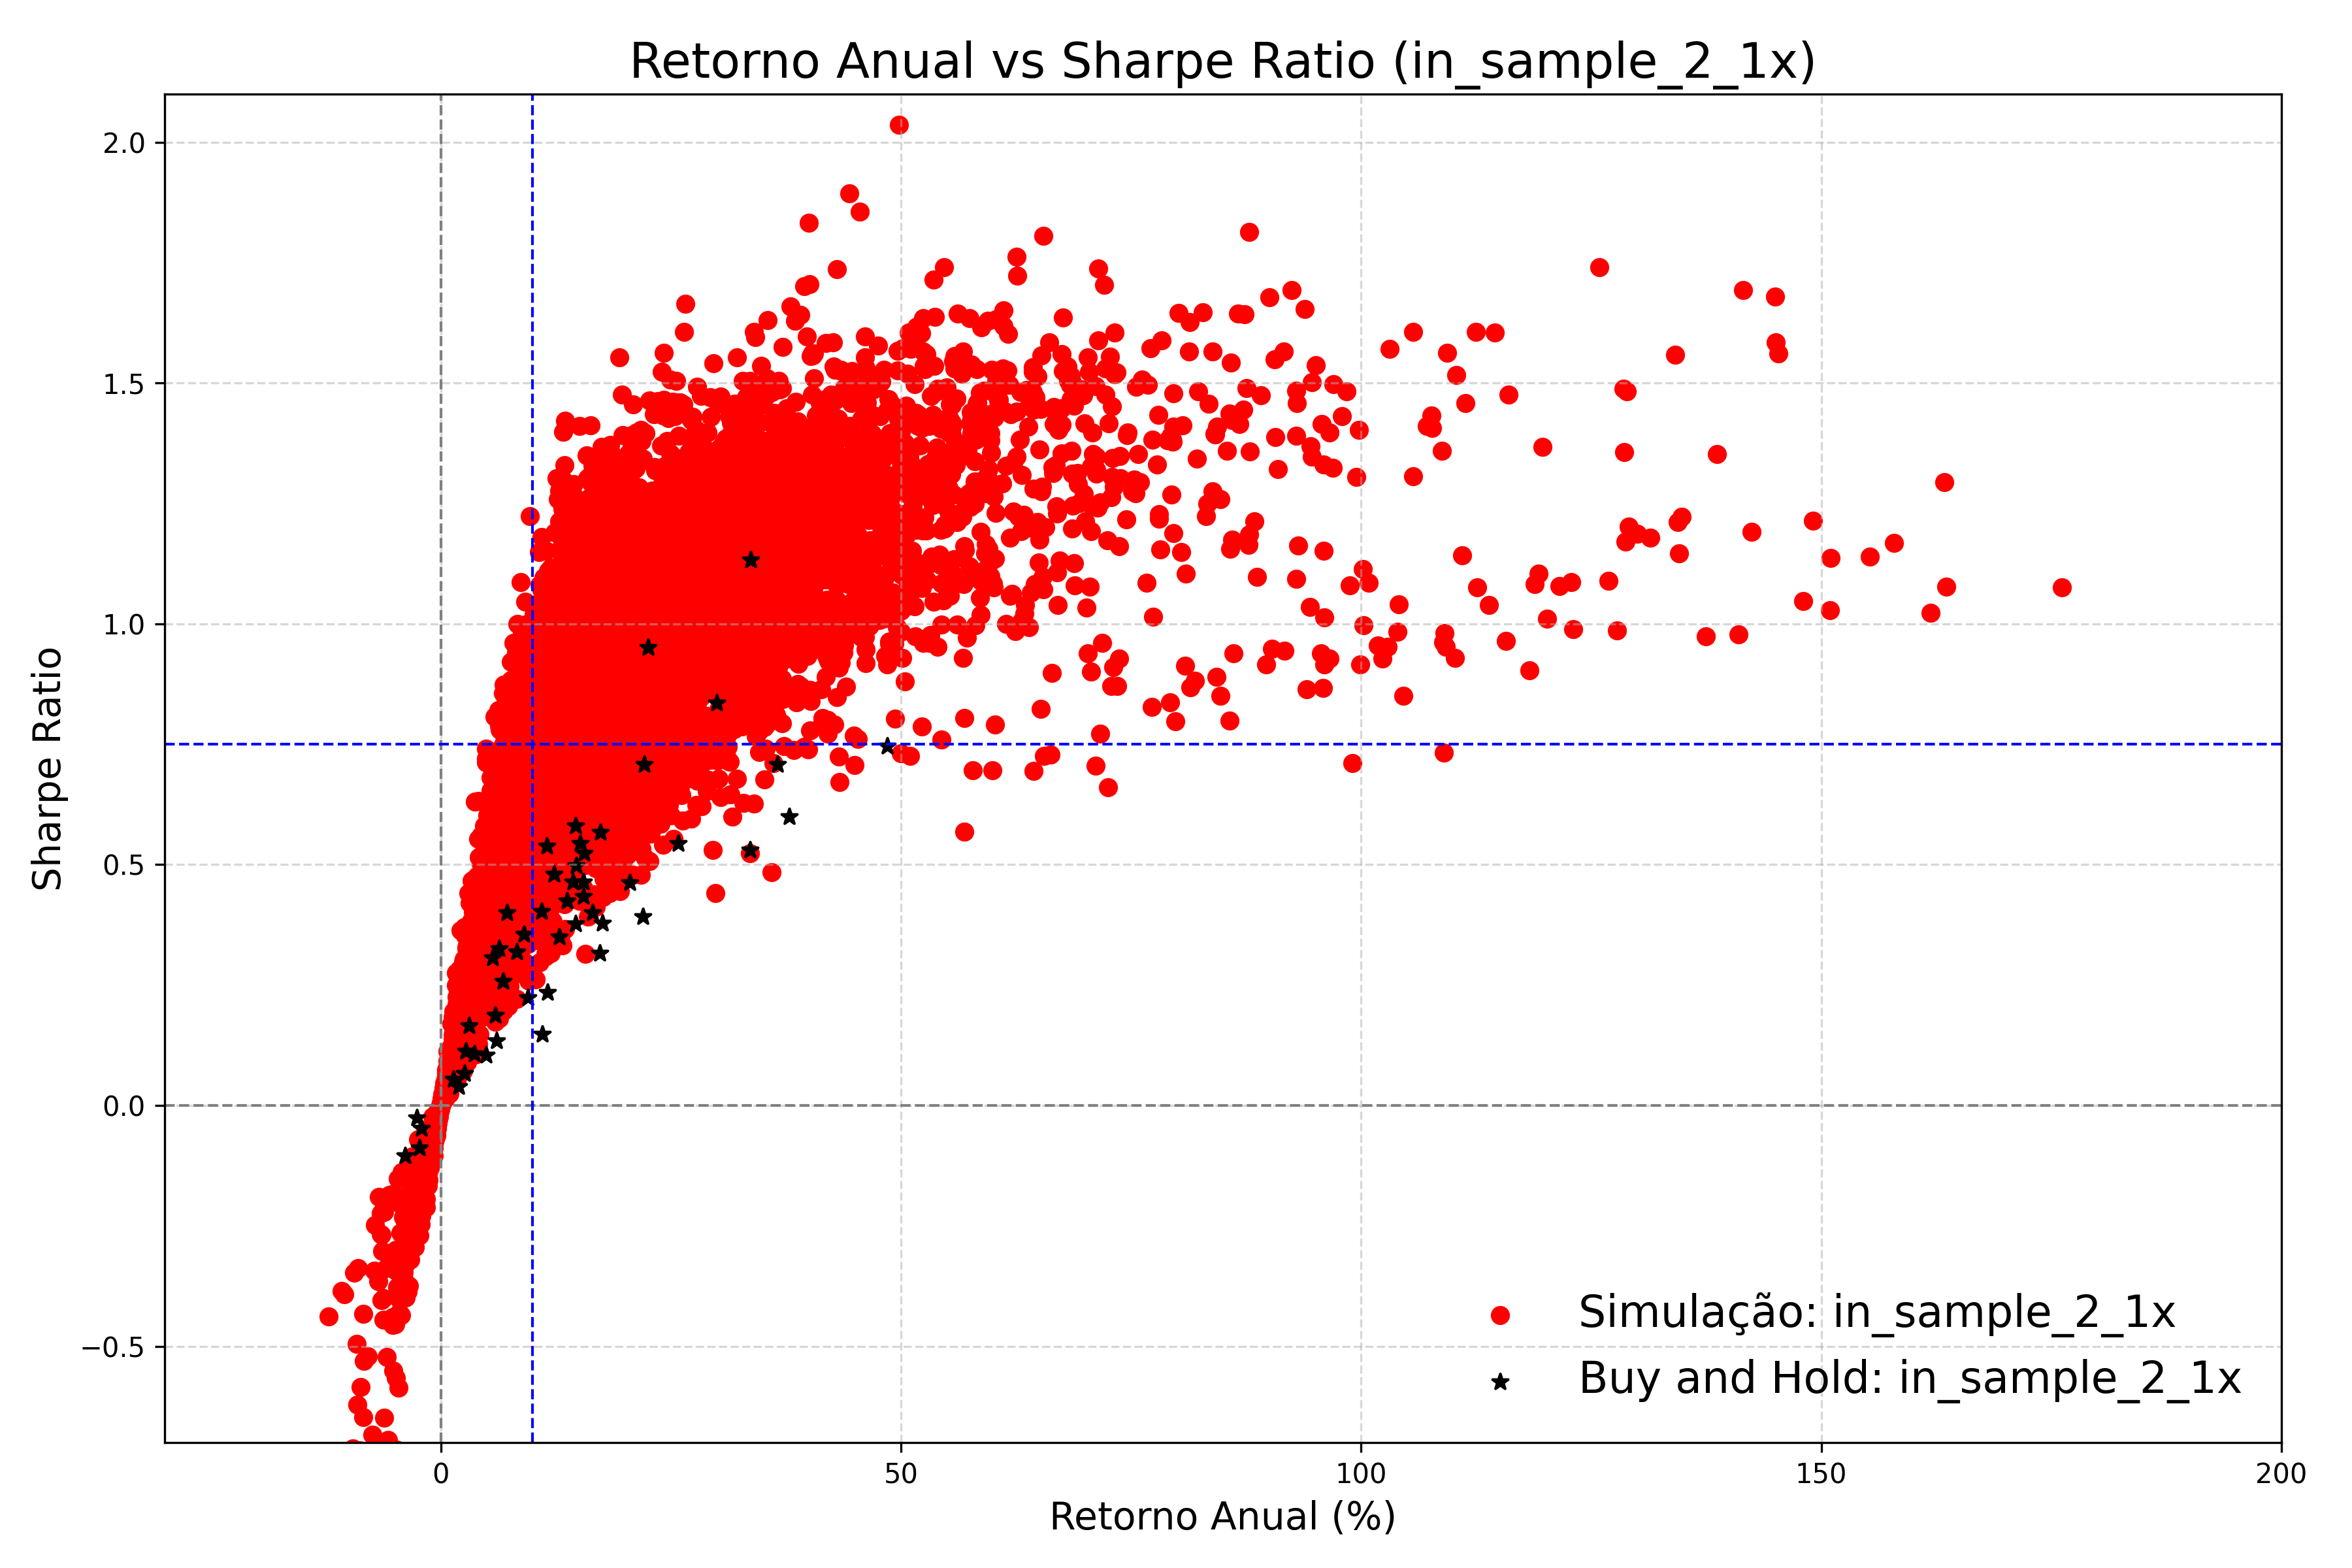 Retorno Anual vs Sharpe Ratio (in_sample_2_1x)
Sharpe Ratio
2.0
1.5
1.0
0.5
0.0
−0.5
0
50
100
150
200
Retorno Anual (%)
Simulação: in_sample_2_1x
Buy and Hold: in_sample_2_1x